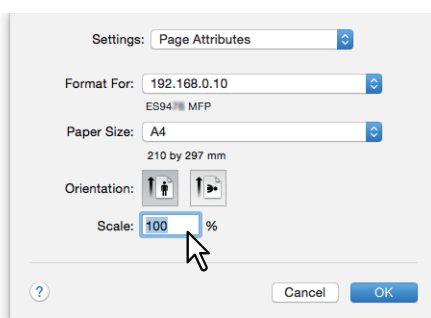 Settings: Page Attributes
Format For: 192.168.0.10
MFP
Paper Size: A4
210 by 297 mm
Orientation:
Scale: 100 %
? Cancel OK